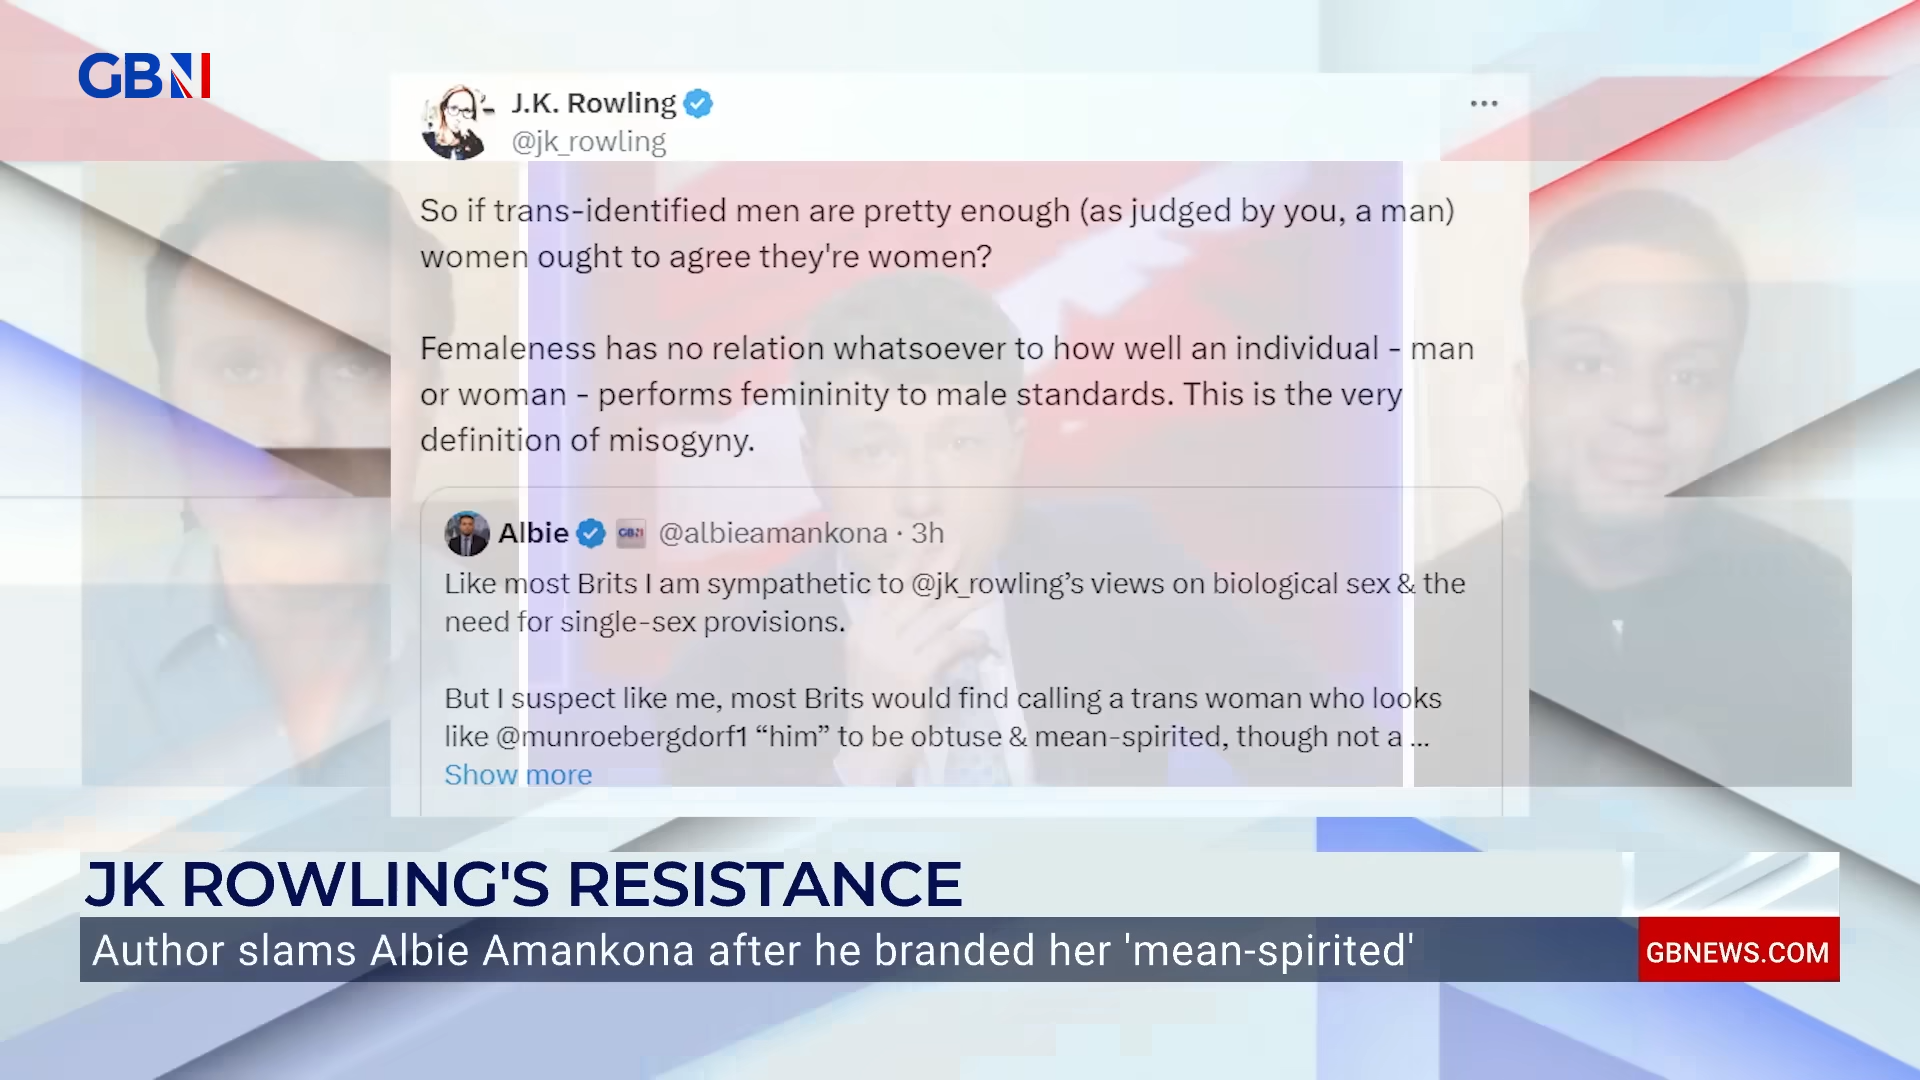 GBN
J.K. Rowling
@jk_rowling
So if trans-identified men are pretty enough (as judged by you, a man)
women ought to agree they're women?
Femaleness has no relation whatsoever to how well an individual - man
or woman - performs femininity to male standards. This is the very
definition of misogyny.
Albie GBN @albieamankona · 3h
Like most Brits I am sympathetic to @jk_rowling’s views on biological sex & the
need for single-sex provisions.
But I suspect like me, most Brits would find calling a trans woman who looks
like @munroebergdorf1 “him” to be obtuse & mean-spirited, though not a ...
Show more
JK ROWLING'S RESISTANCE
Author slams Albie Amankona after he branded her 'mean-spirited'
GBNEWS.COM